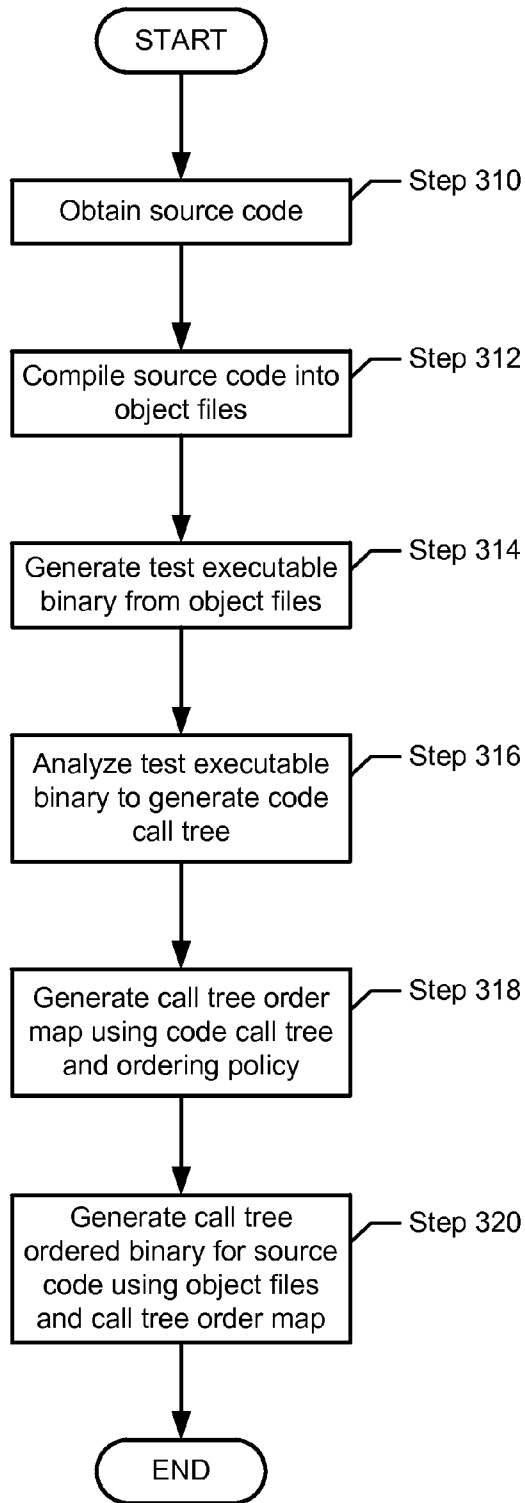 START
Step 310
Obtain source code
Step 312
Compile source code into
object files
Step 314
Generate test executable
binary from object files
Step 316
Analyze test executable
binary to generate code
call tree
Step 318
Generate call tree order
map using code call tree
and ordering policy
Step 320
Generate call tree
ordered binary for source
code using object files
and call tree order map
END